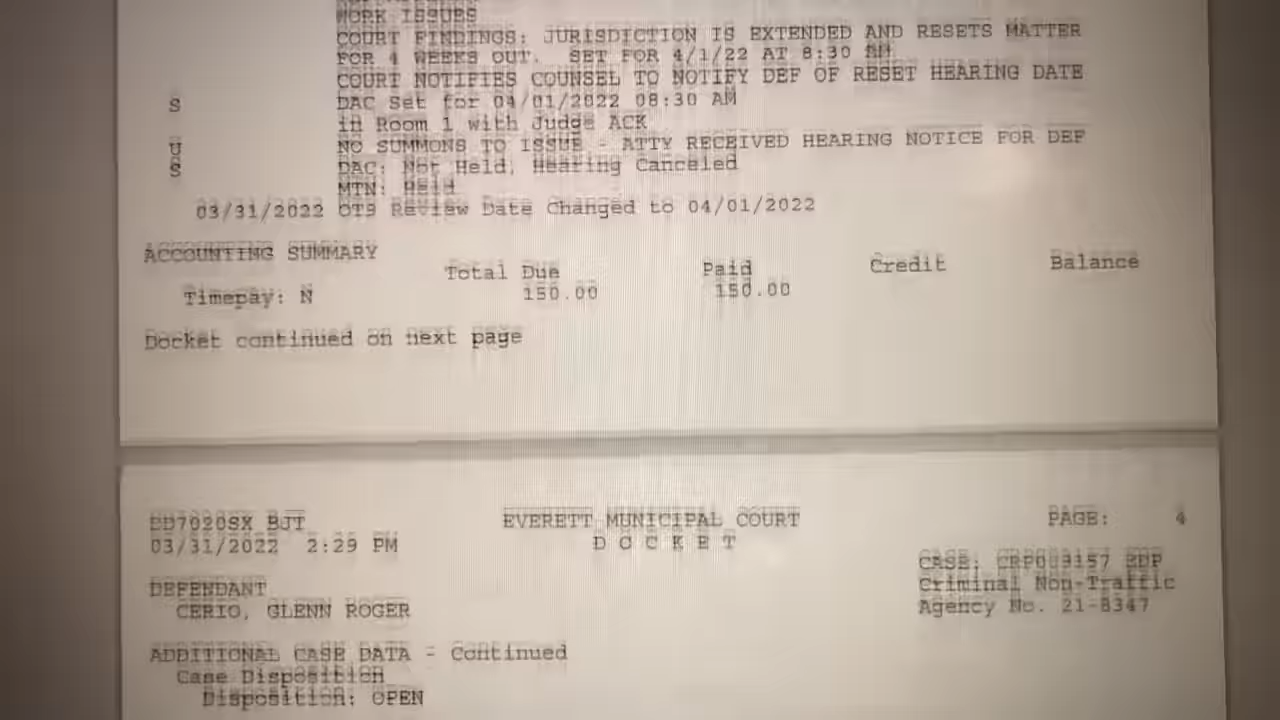 WORK ISSUES
COURT FINDINGS: JURISDICTION IS EXTENDED AND RESETS MATTER
FOR 4 WEEKS OUT. SET FOR 4/1/22 AT 8:30 AM
COURT NOTIFIES COUNSEL TO NOTIFY DEF OF RESET HEARING DATE
S DAC Set for 04/01/2022 08:30 AM
in Room 1 with Judge ACK
U NO SUMMONS TO ISSUE - ATTY RECEIVED HEARING NOTICE FOR DEF
S DAC: Not Held, Hearing Canceled
MTN: Held
03/31/2022 OT9 Review Date Changed to 04/01/2022
ACCOUNTING SUMMARY
Total Due Paid Credit Balance
Timepay: N 150.00 150.00
Docket continued on next page
DD7020SX BJT EVERETT MUNICIPAL COURT PAGE: 4
03/31/2022 2:29 PM D O C K E T
CASE: EDP
Criminal Non-Traffic
DEFENDANT
Agency No. 21-8347
CERIO, GLENN ROGER
ADDITIONAL CASE DATA - Continued
Case Disposition
Disposition: OPEN